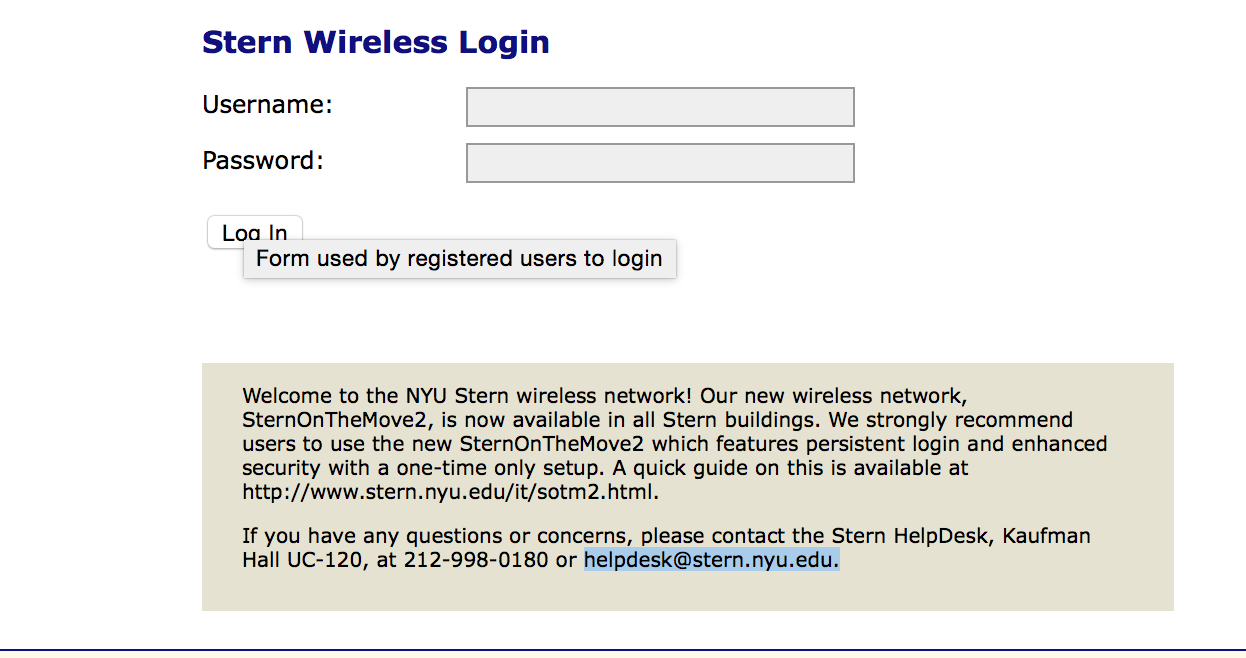 Stern Wireless Login
Username:
Password:
Log In
Form used by registered users to login
Welcome to the NYU Stern wireless network! Our new wireless network,
SternOnTheMove2, is now available in all Stern buildings. We strongly recommend
users to use the new SternOnTheMove2 which features persistent login and enhanced
security with a one-time only setup. A quick guide on this is available at
http://www.stern.nyu.edu/it/sotm2.html.
If you have any questions or concerns, please contact the Stern HelpDesk, Kaufman
Hall UC-120, at 212-998-0180 or helpdesk@stern.nyu.edu.